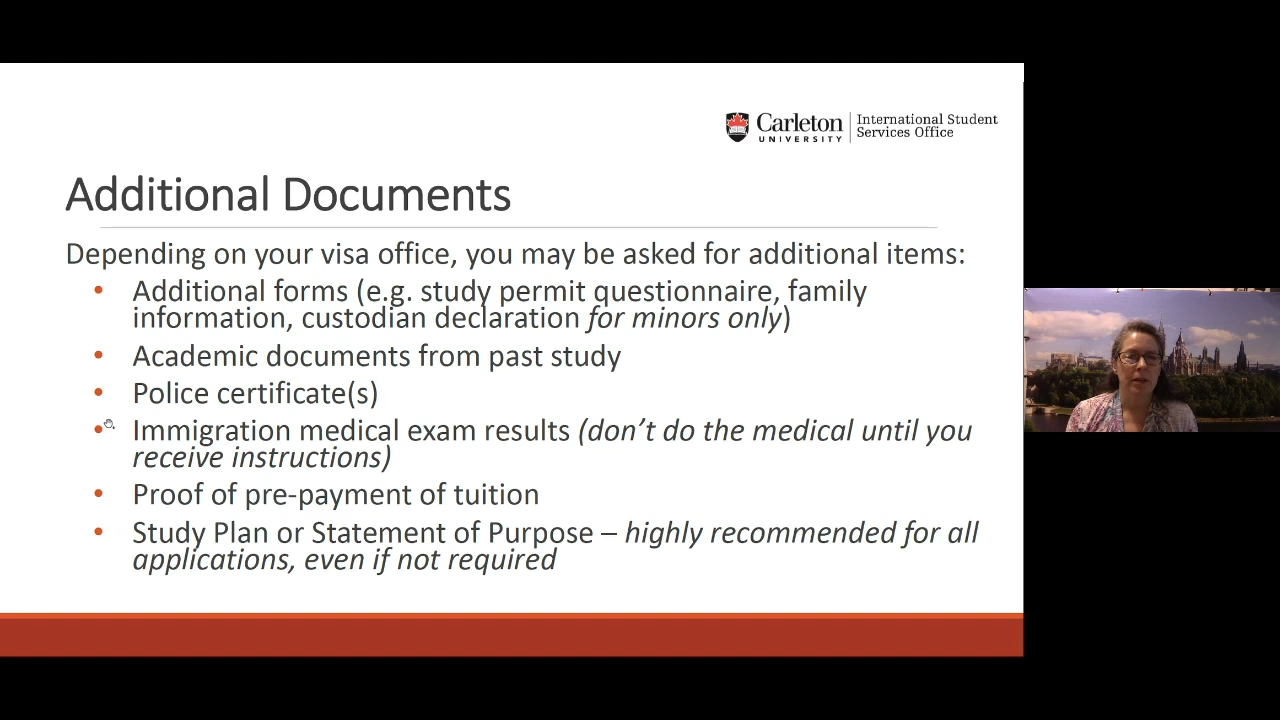 Carleton
UNIVERSITY
International Student
Services Office
Additional Documents
Depending on your visa office, you may be asked for additional items:
• Additional forms (e.g. study permit questionnaire, family
information, custodian declaration for minors only)
• Academic documents from past study
• Police certificate(s)
• Immigration medical exam results (don’t do the medical until you
receive instructions)
• Proof of pre-payment of tuition
• Study Plan or Statement of Purpose – highly recommended for all
applications, even if not required